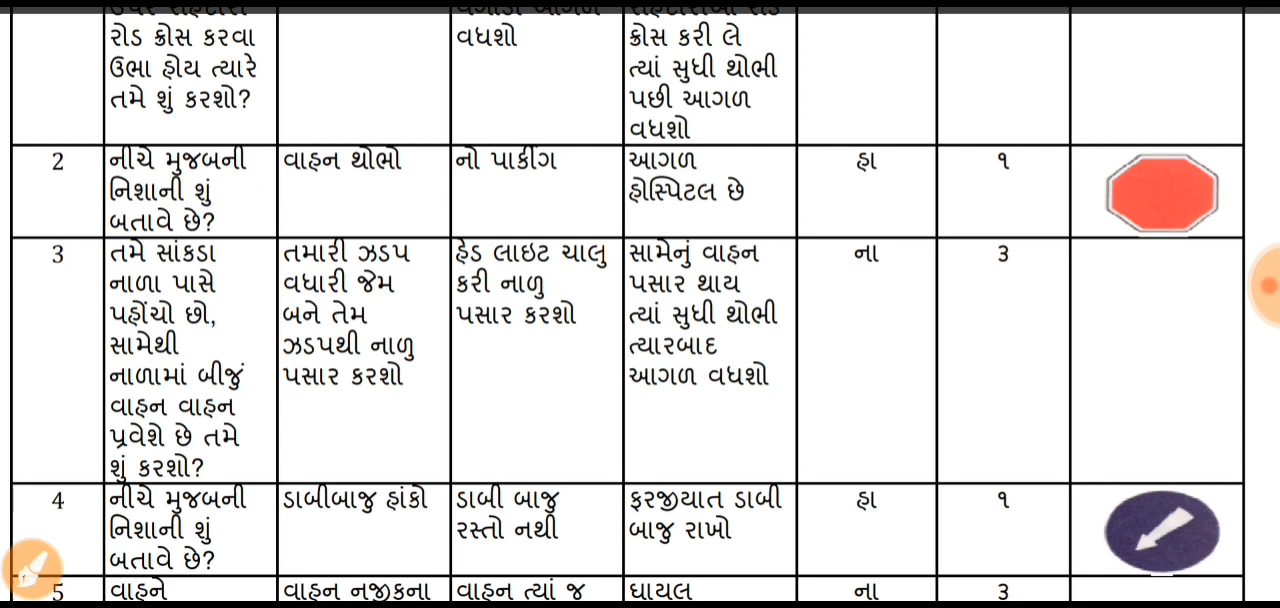 રોડ ક્રોસ કરવા
ઉભા હોય ત્યારે
તમે શું કરશો?
વધશો
ક્રોસ કરી લે
ત્યાં સુધી થોભી
પછી આગળ
વધશો
2
નીચે મુજબની
નિશાની શું
બતાવે છે?
વાહન થોભો
નો પાર્કીંગ
આગળ
હોસ્પિટલ છે
હા
૧
3
તમે સાંકડા
નાળા પાસે
પહોંચો છો,
સામેથી
નાળામાં બીજું
વાહન વાહન
પ્રવેશે છે તમે
શું કરશો?
તમારી ઝડપ
વધારી જેમ
બને તેમ
ઝડપથી નાળુ
પસાર કરશો
હેડ લાઇટ ચાલુ
કરી નાળુ
પસાર કરશો
સામેનું વાહન
પસાર થાય
ત્યાં સુધી થોભી
ત્યારબાદ
આગળ વધશો
ના
૩
4
નીચે મુજબની
નિશાની શું
બતાવે છે?
ડાબીબાજુ હાંકો
ડાબી બાજુ
રસ્તો નથી
ફરજીયાત ડાબી
બાજુ રાખો
હા
૧
5
વાહને
વાહન નજીકના
વાહન ત્યાં જ
ઘાયલ
ના
૩